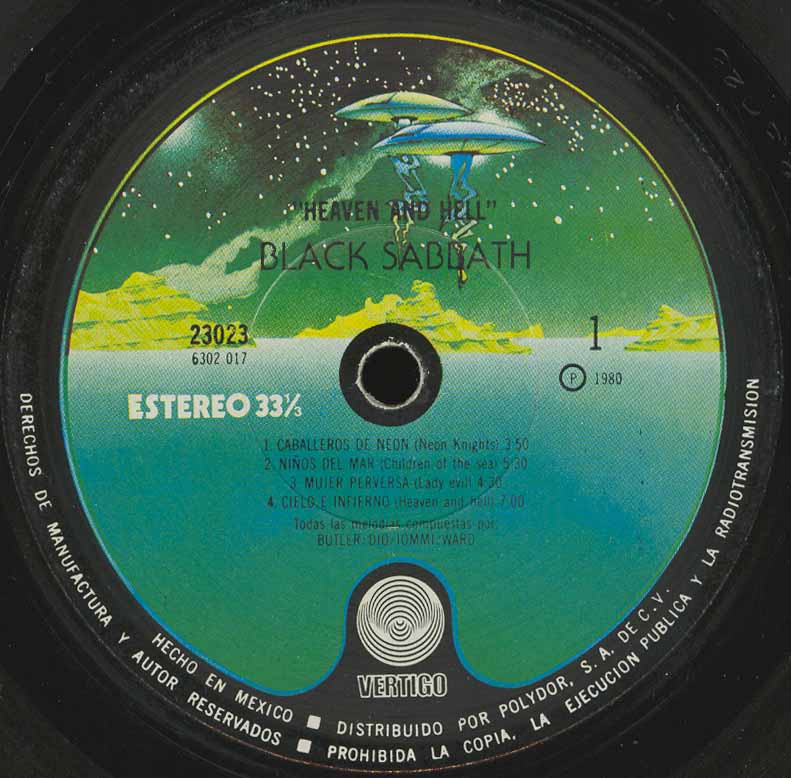 "HEAVEN AND HELL"
BLACK SABBATH
23023
6302 017
1
P 1980
ESTEREO 33⅓
1. CABALLEROS DE NEON (Neon Knights) 3:50
2. NIÑOS DEL MAR (Children of the sea) 5:30
3. MUJER PERVERSA (Lady evil) 4:30
4. CIELO E INFIERNO (Heaven and hell) 7:00
Todas las melodías compuestas por:
BUTLER:DIO/IOMMI:WARD
VERTIGO
HECHO EN MEXICO ■ DISTRIBUIDO POR POLYDOR, S. A. DE C. V.
DERECHOS DE MANUFACTURA Y AUTOR RESERVADOS ■ PROHIBIDA LA COPIA, LA EJECUCION PUBLICA Y LA RADIOTRANSMISION